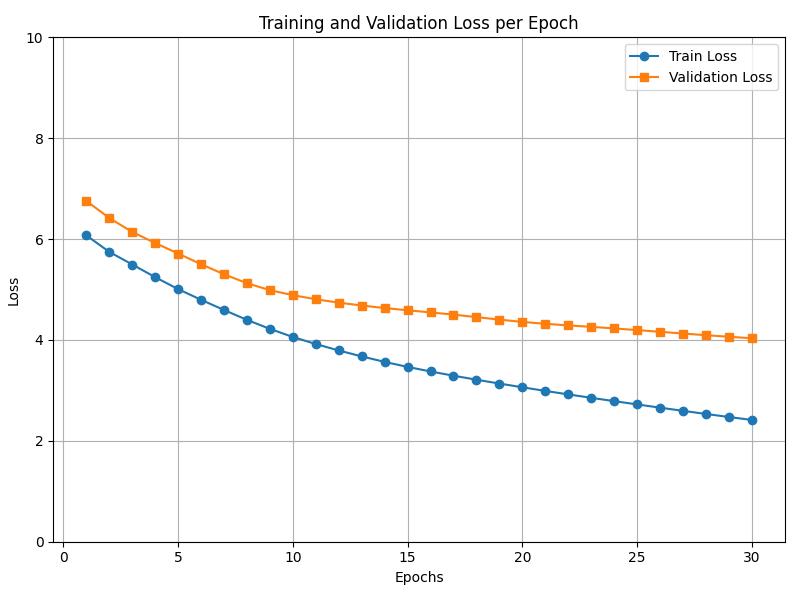 Training and Validation Loss per Epoch
Train Loss
Validation Loss
10
8
6
4
2
0
Loss
0 5 10 15 20 25 30
Epochs